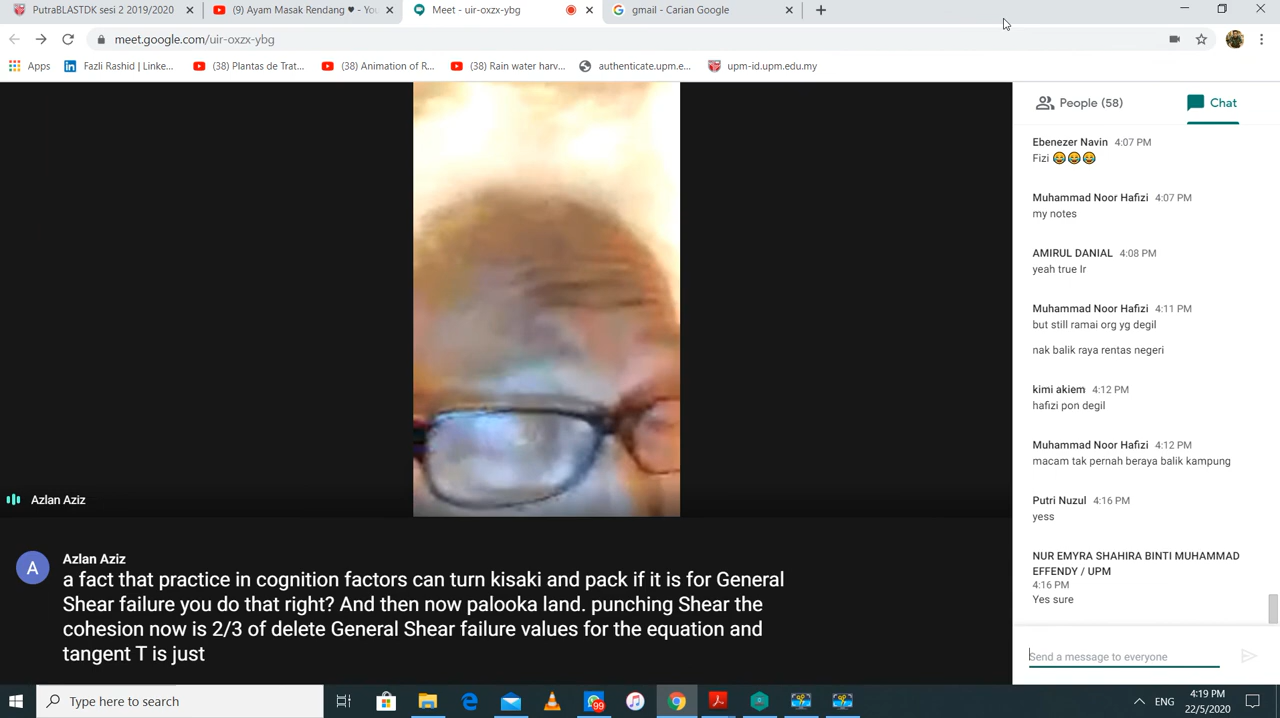 PutraBLASTDK sesi 2 2019/2020
(9) Ayam Masak Rendang ♥ - You
Meet - uir-oxzx-ybg
gmail - Carian Google
meet.google.com/uir-oxzx-ybg
Apps
Fazli Rashid | Linke...
(38) Plantas de Trat...
(38) Animation of R...
(38) Rain water harv...
authenticate.upm.e...
upm-id.upm.edu.my
People (58)
Chat
Ebenezer Navin 4:07 PM
Fizi 😂😂😂
Muhammad Noor Hafizi 4:07 PM
my notes
AMIRUL DANIAL 4:08 PM
yeah true Ir
Muhammad Noor Hafizi 4:11 PM
but still ramai org yg degil
nak balik raya rentas negeri
kimi akiem 4:12 PM
hafizi pon degil
Muhammad Noor Hafizi 4:12 PM
macam tak pernah beraya balik kampung
Putri Nuzul 4:16 PM
yess
NUR EMYRA SHAHIRA BINTI MUHAMMAD
EFFENDY / UPM
4:16 PM
Yes sure
Send a message to everyone
Azlan Aziz
A
Azlan Aziz
a fact that practice in cognition factors can turn kisaki and pack if it is for General
Shear failure you do that right? And then now palooka land. punching Shear the
cohesion now is 2/3 of delete General Shear failure values for the equation and
tangent T is just
Type here to search
99
ENG
4:19 PM
22/5/2020